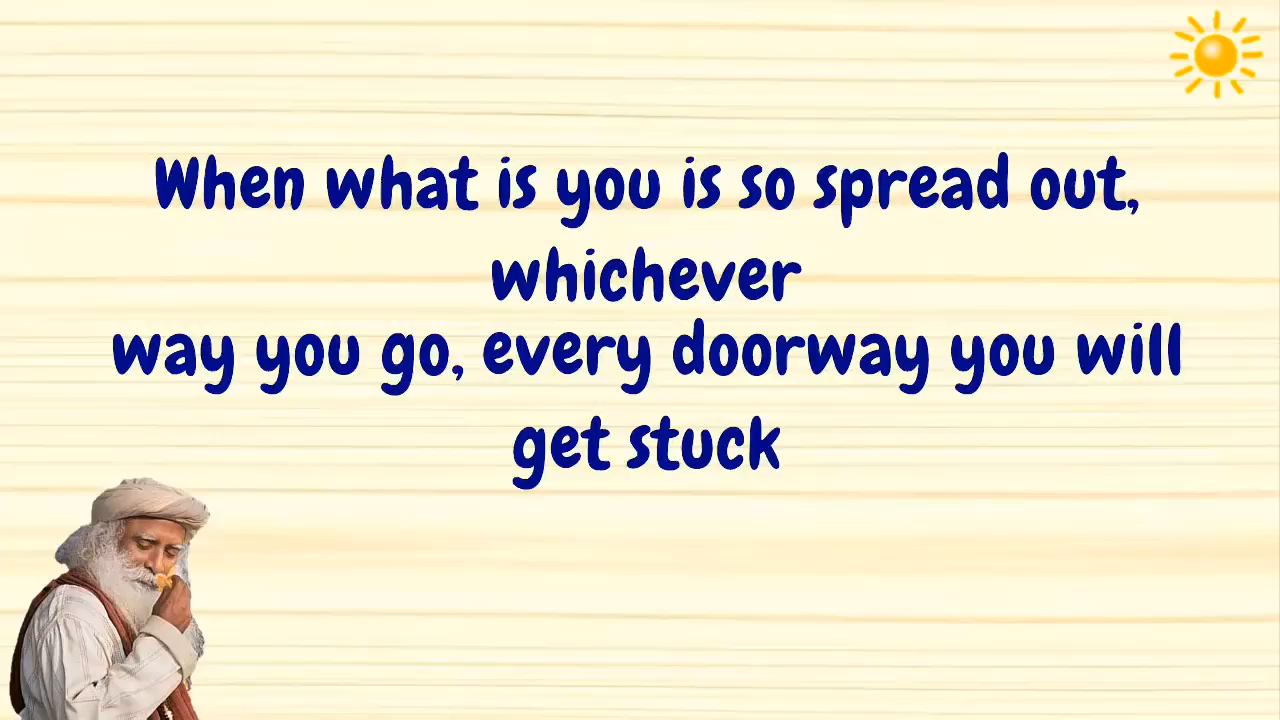 When what is you is so spread out,
whichever
way you go, every doorway you will
get stuck